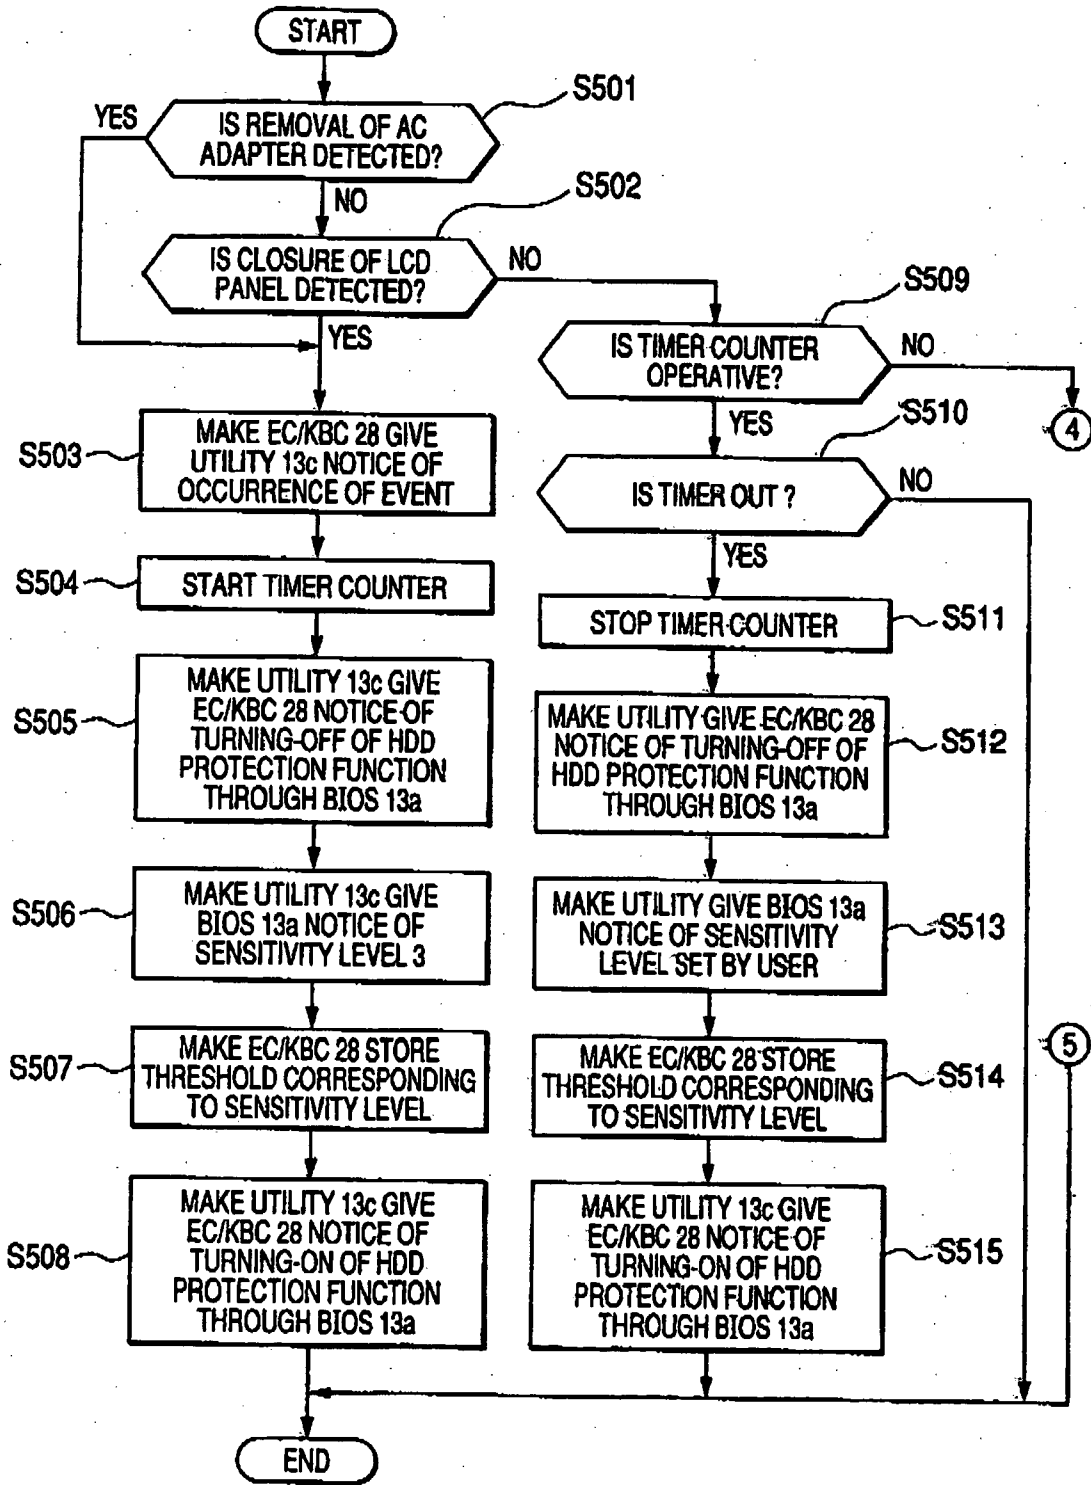 START
S501
YES
IS REMOVAL OF AC
ADAPTER DETECTED?
NO
S502
IS CLOSURE OF LCD
PANEL DETECTED?
NO
YES
S509
IS TIMER COUNTER
OPERATIVE?
NO
4
YES
S510
S503
MAKE EC/KBC 28 GIVE
UTILITY 13c NOTICE OF
OCCURRENCE OF EVENT
IS TIMER OUT ?
NO
YES
S504
START TIMER COUNTER
STOP TIMER COUNTER
S511
S505
MAKE UTILITY 13c GIVE
EC/KBC 28 NOTICE OF
TURNING-OFF OF HDD
PROTECTION FUNCTION
THROUGH BIOS 13a
MAKE UTILITY GIVE EC/KBC 28
NOTICE OF TURNING-OFF OF
HDD PROTECTION FUNCTION
THROUGH BIOS 13a
S512
S506
MAKE UTILITY 13c GIVE
BIOS 13a NOTICE OF
SENSITIVITY LEVEL 3
MAKE UTILITY GIVE BIOS 13a
NOTICE OF SENSITIVITY
LEVEL SET BY USER
S513
S507
MAKE EC/KBC 28 STORE
THRESHOLD CORRESPONDING
TO SENSITIVITY LEVEL
MAKE EC/KBC 28 STORE
THRESHOLD CORRESPONDING
TO SENSITIVITY LEVEL
S514
5
S508
MAKE UTILITY 13c GIVE
EC/KBC 28 NOTICE OF
TURNING-ON OF HDD
PROTECTION FUNCTION
THROUGH BIOS 13a
MAKE UTILITY 13c GIVE
EC/KBC 28 NOTICE OF
TURNING-ON OF HDD
PROTECTION FUNCTION
THROUGH BIOS 13a
S515
END